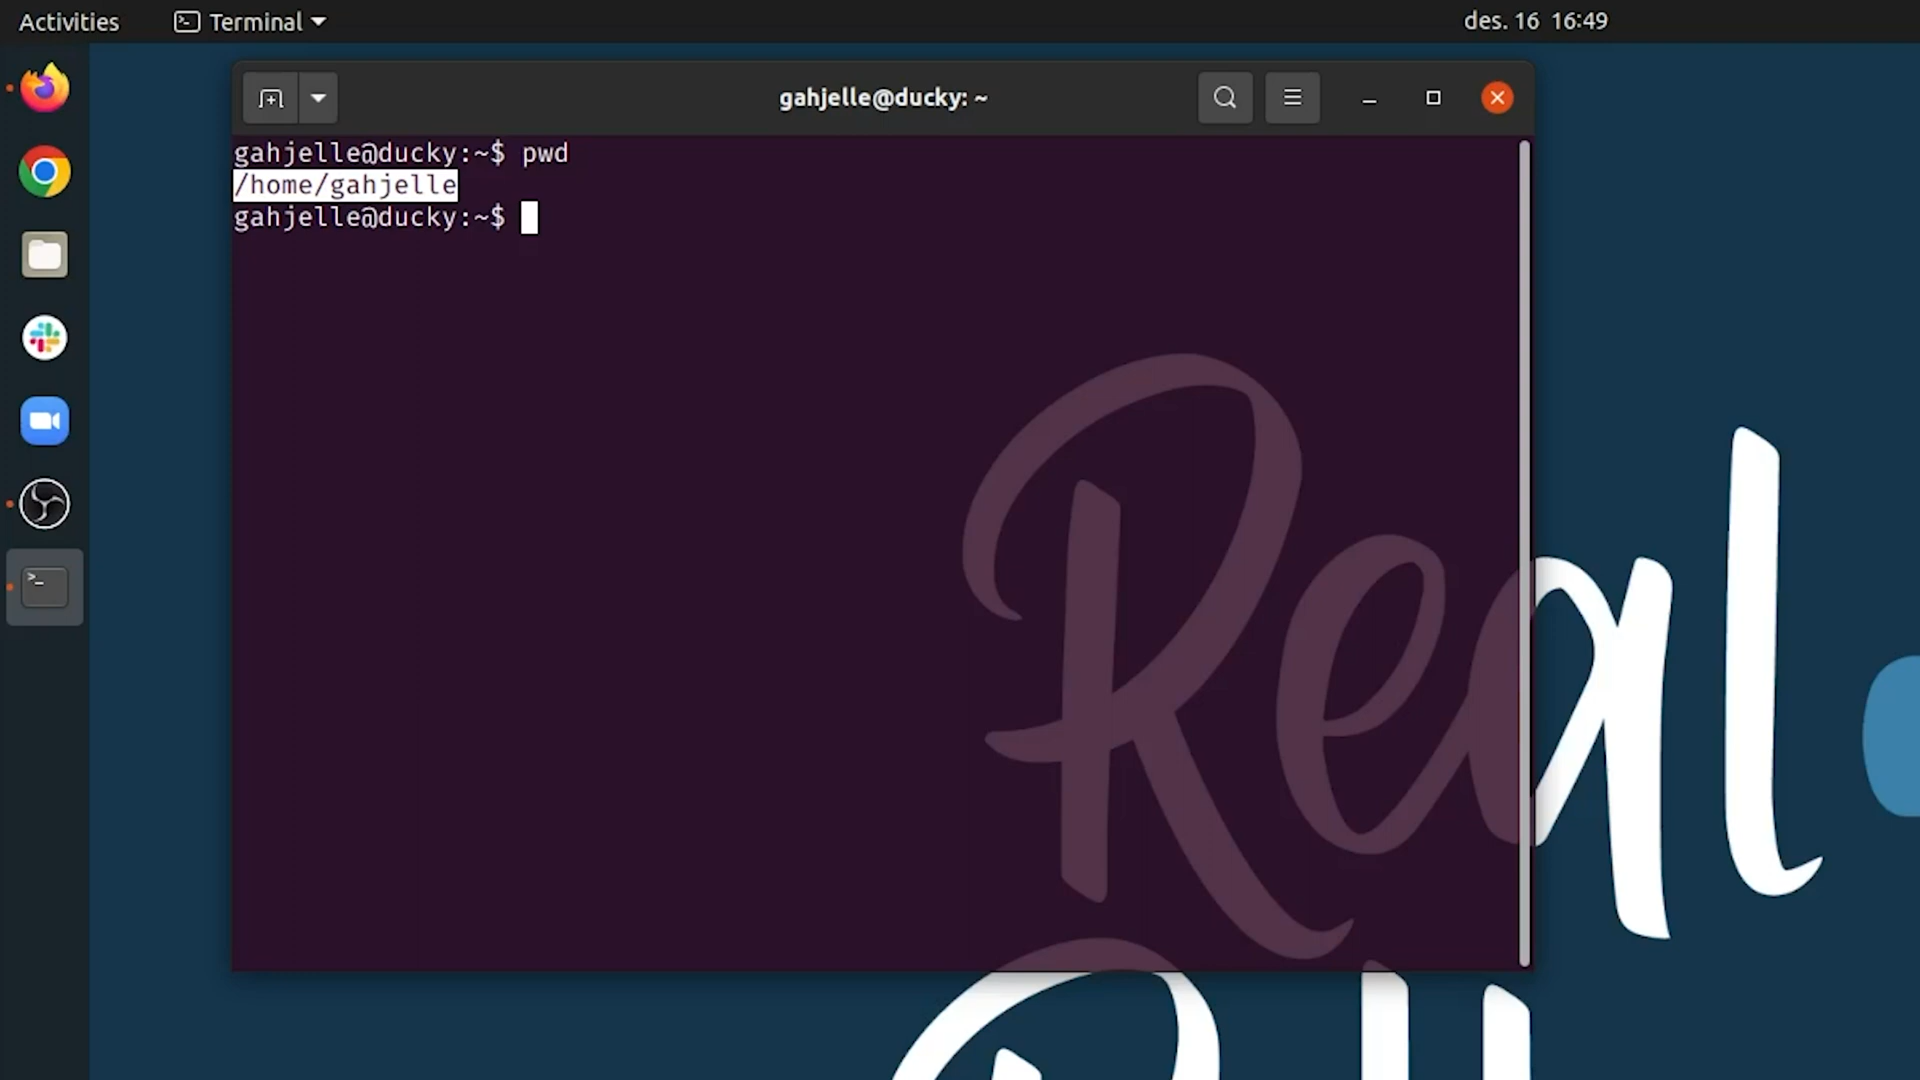 Activities
Terminal
des. 16 16:49
gahjelle@ducky: ~
gahjelle@ducky:~$ pwd
/home/gahjelle
gahjelle@ducky:~$
Real